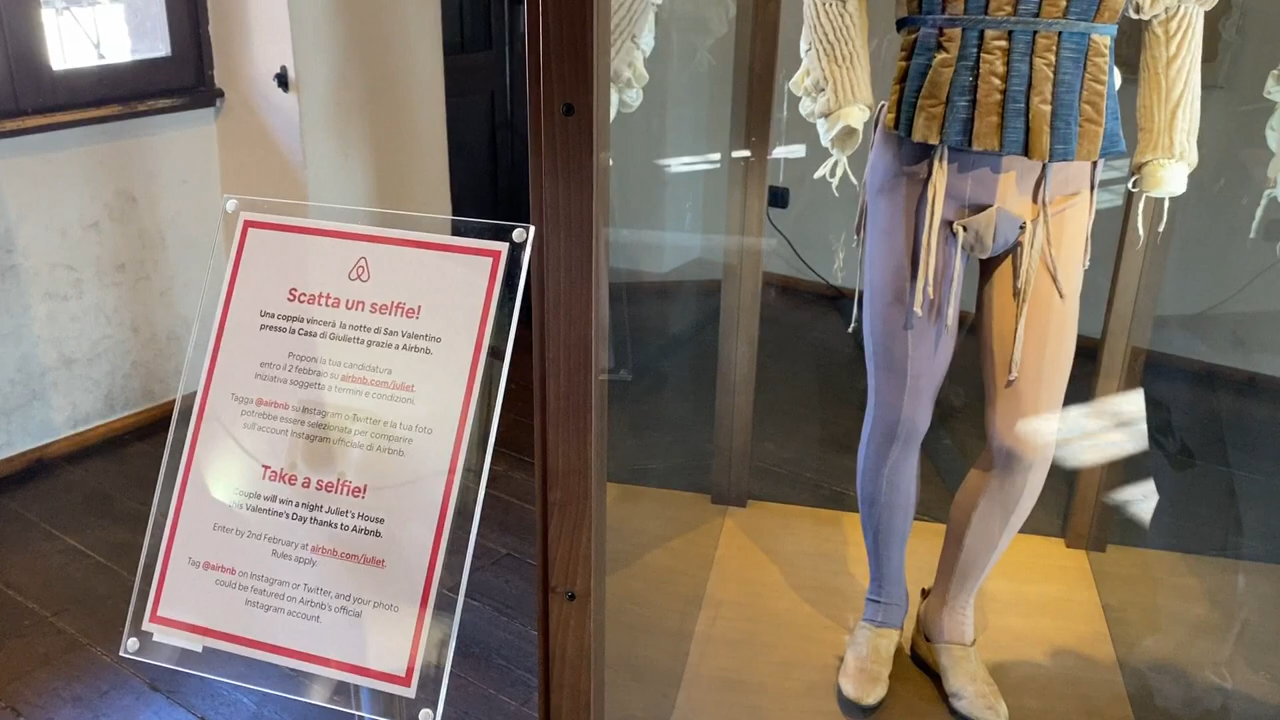 Scatta un selfie!
Una coppia vincerà la notte di San Valentino
presso la Casa di Giulietta grazie a Airbnb.
Proponi la tua candidatura
entro il 2 febbraio su airbnb.com/juliet.
Iniziativa soggetta a termini e condizioni.
Tagga @airbnb su Instagram o Twitter e la tua foto
potrebbe essere selezionata per comparire
sull'account Instagram ufficiale di Airbnb.
Take a selfie!
Couple will win a night Juliet's House
this Valentine's Day thanks to Airbnb.
Enter by 2nd February at airbnb.com/juliet.
Rules apply.
Tag @airbnb on Instagram or Twitter, and your photo
could be featured on Airbnb's official
Instagram account.